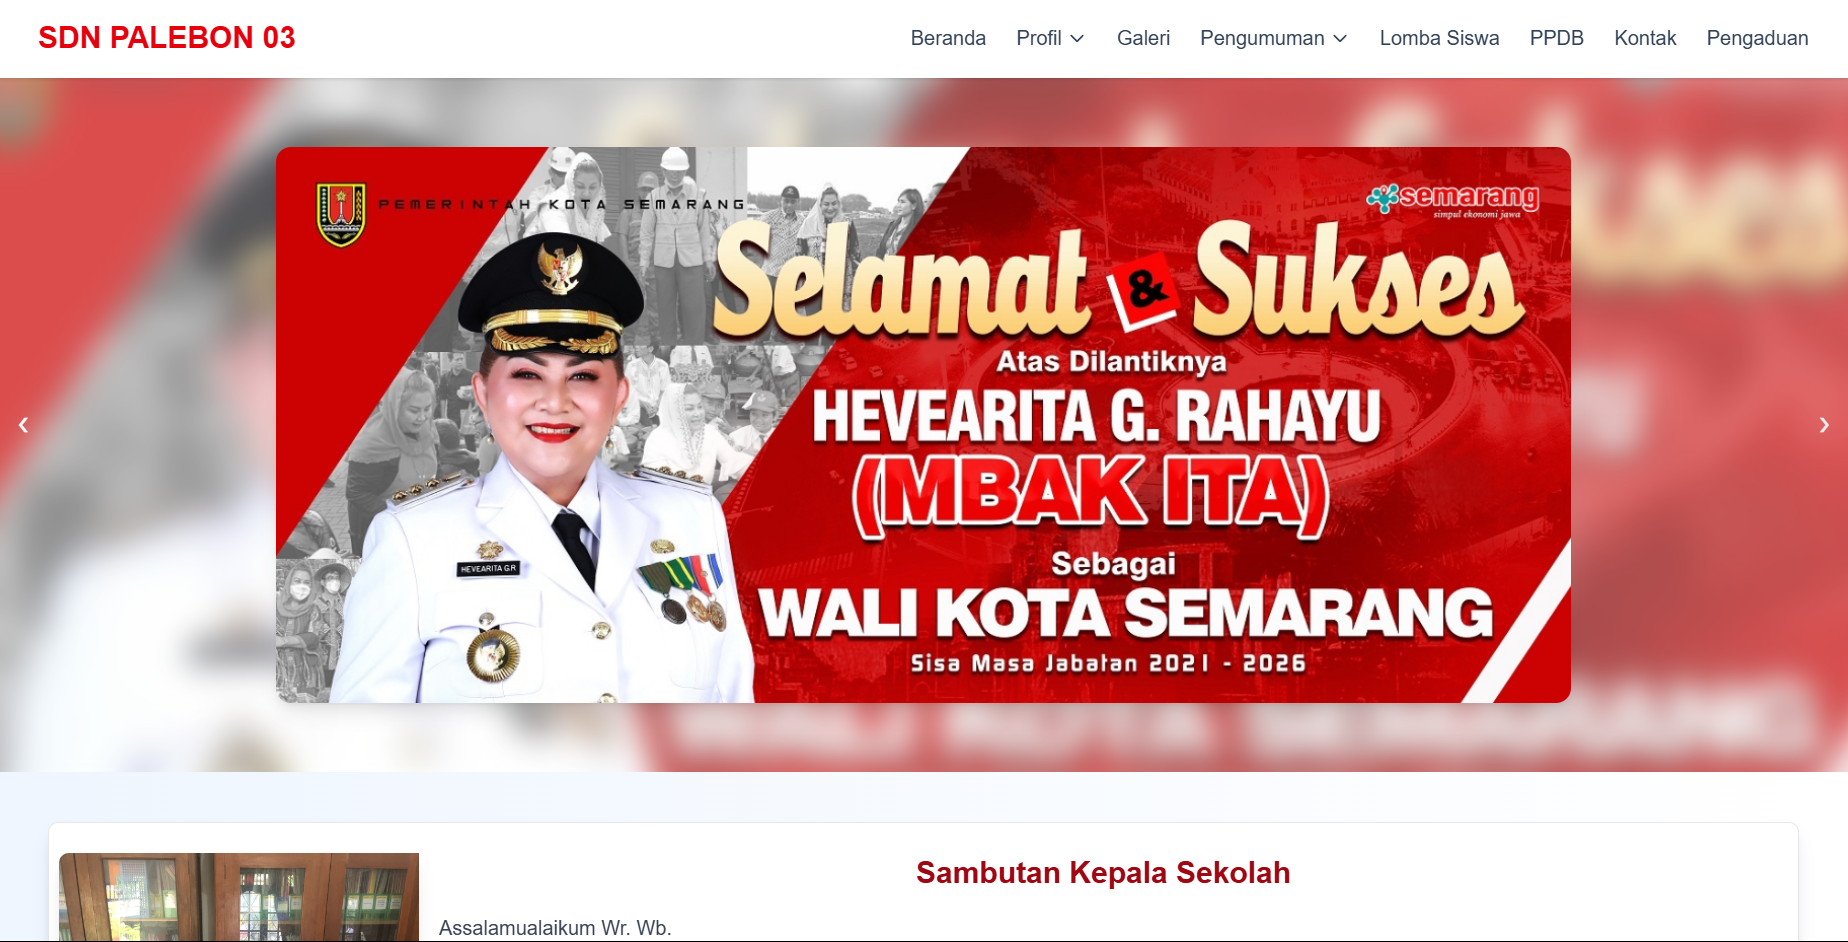 SDN PALEBON 03
Beranda Profil Galeri Pengumuman Lomba Siswa PPDB Kontak Pengaduan
PEMERINTAH KOTA SEMARANG
semarang
simpul ekonomi jawa
Selamat & Sukses
Atas Dilantiknya
HEVEARITA G. RAHAYU
(MBAK ITA)
Sebagai
WALI KOTA SEMARANG
Sisa Masa Jabatan 2021 - 2026
HEVEARITA G.R
Sambutan Kepala Sekolah
Assalamualaikum Wr. Wb.